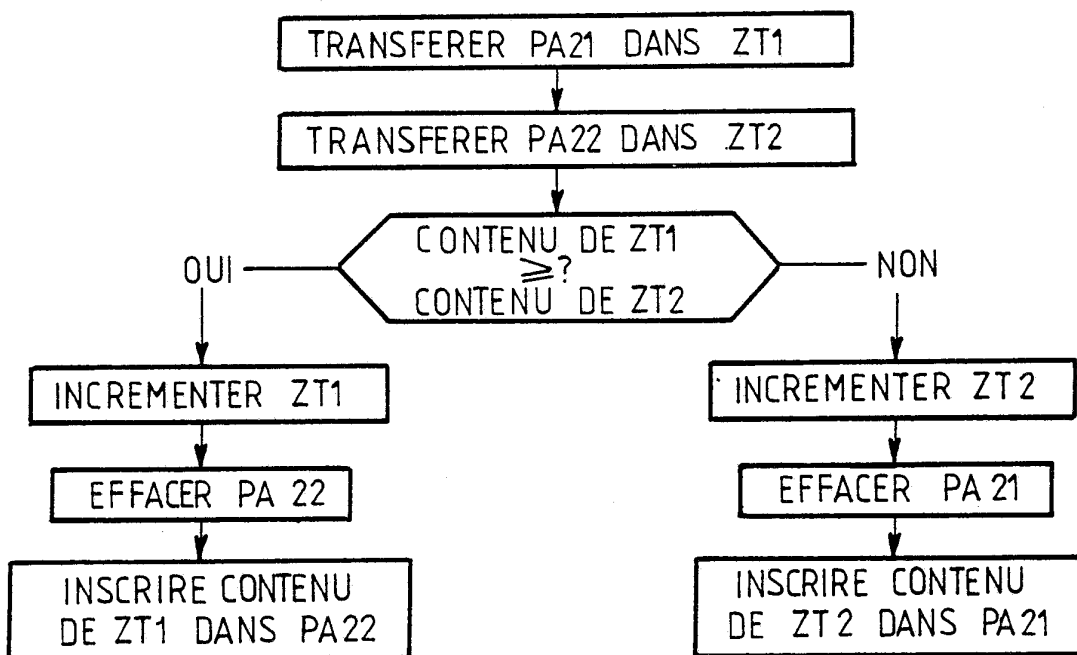 TRANSFERER PA21 DANS ZT1
TRANSFERER PA22 DANS ZT2
CONTENU DE ZT1
≥?
CONTENU DE ZT2
OUI
NON
INCREMENTER ZT1
INCREMENTER ZT2
EFFACER PA 22
EFFACER PA 21
INSCRIRE CONTENU
DE ZT1 DANS PA22
INSCRIRE CONTENU
DE ZT2 DANS PA21